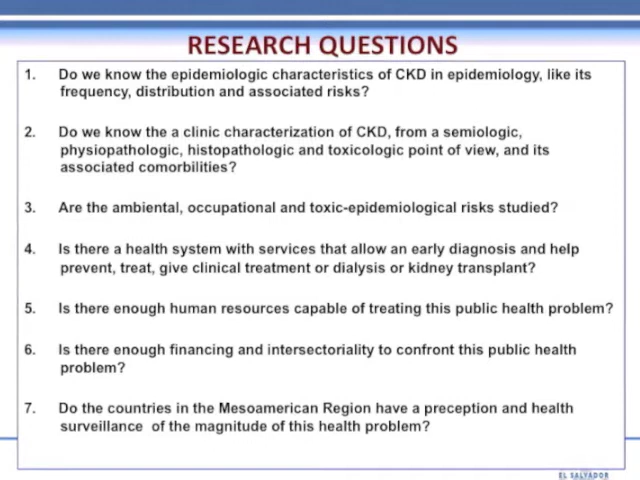 RESEARCH QUESTIONS
1. Do we know the epidemiologic characteristics of CKD in epidemiology, like its
frequency, distribution and associated risks?
2. Do we know the a clinic characterization of CKD, from a semiologic,
physiopathologic, histopathologic and toxicologic point of view, and its
associated comorbilities?
3. Are the ambiental, occupational and toxic-epidemiological risks studied?
4. Is there a health system with services that allow an early diagnosis and help
prevent, treat, give clinical treatment or dialysis or kidney transplant?
5. Is there enough human resources capable of treating this public health problem?
6. Is there enough financing and intersectoriality to confront this public health
problem?
7. Do the countries in the Mesoamerican Region have a preception and health
surveillance of the magnitude of this health problem?
EL SALVADOR